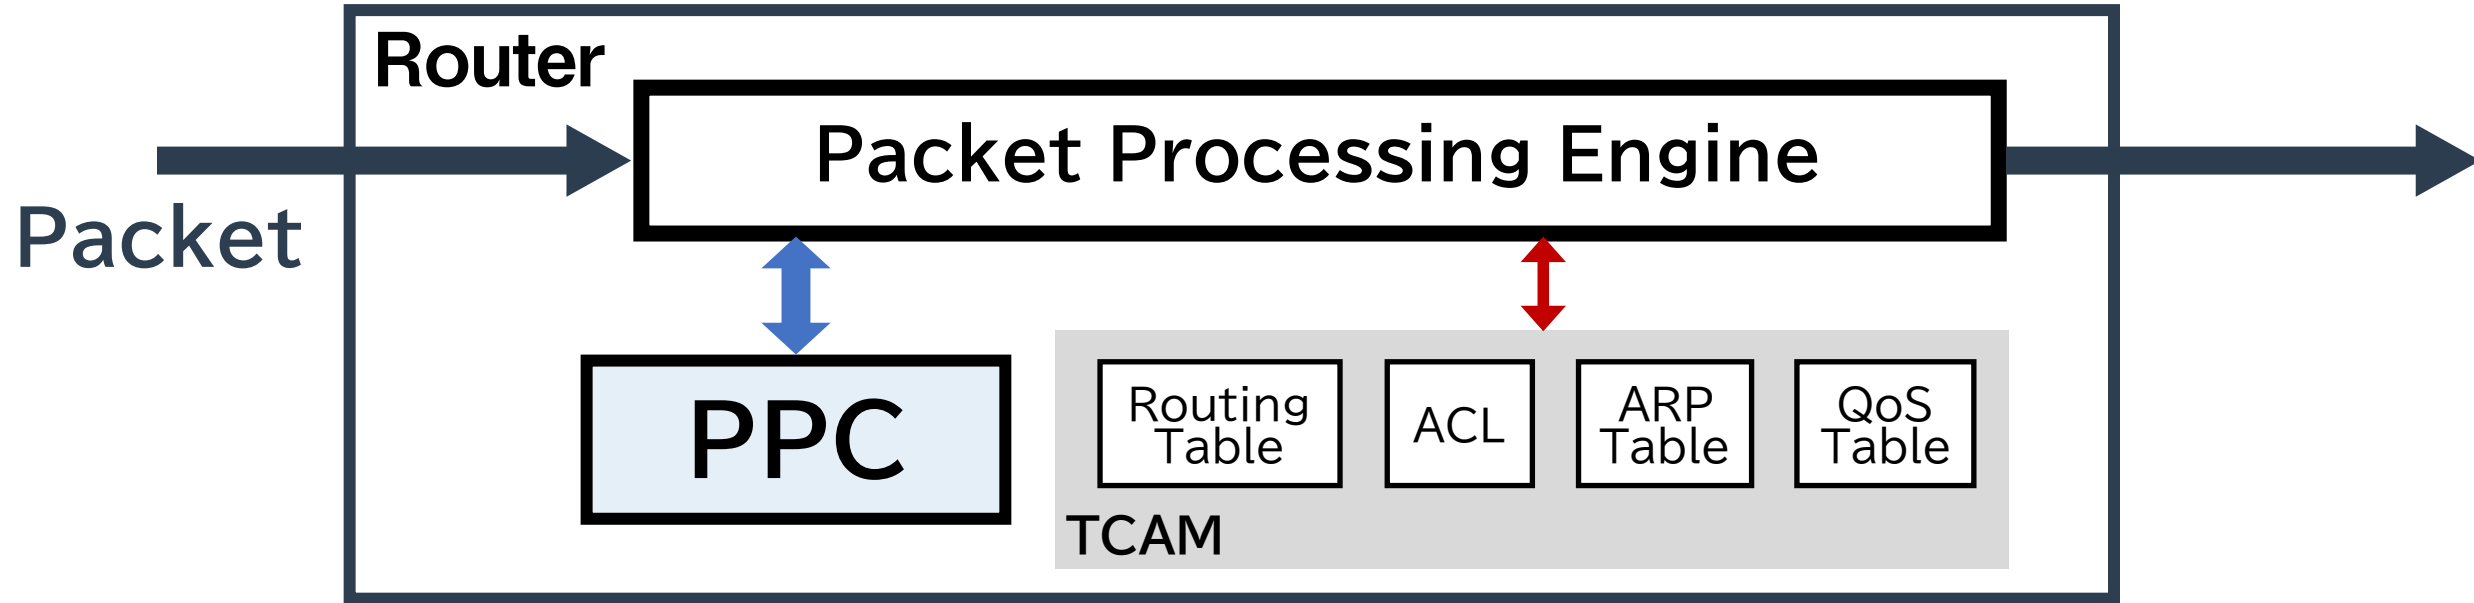 Router
Packet Processing Engine
Packet
PPC
Routing
Table
ACL
ARP
Table
QoS
Table
TCAM